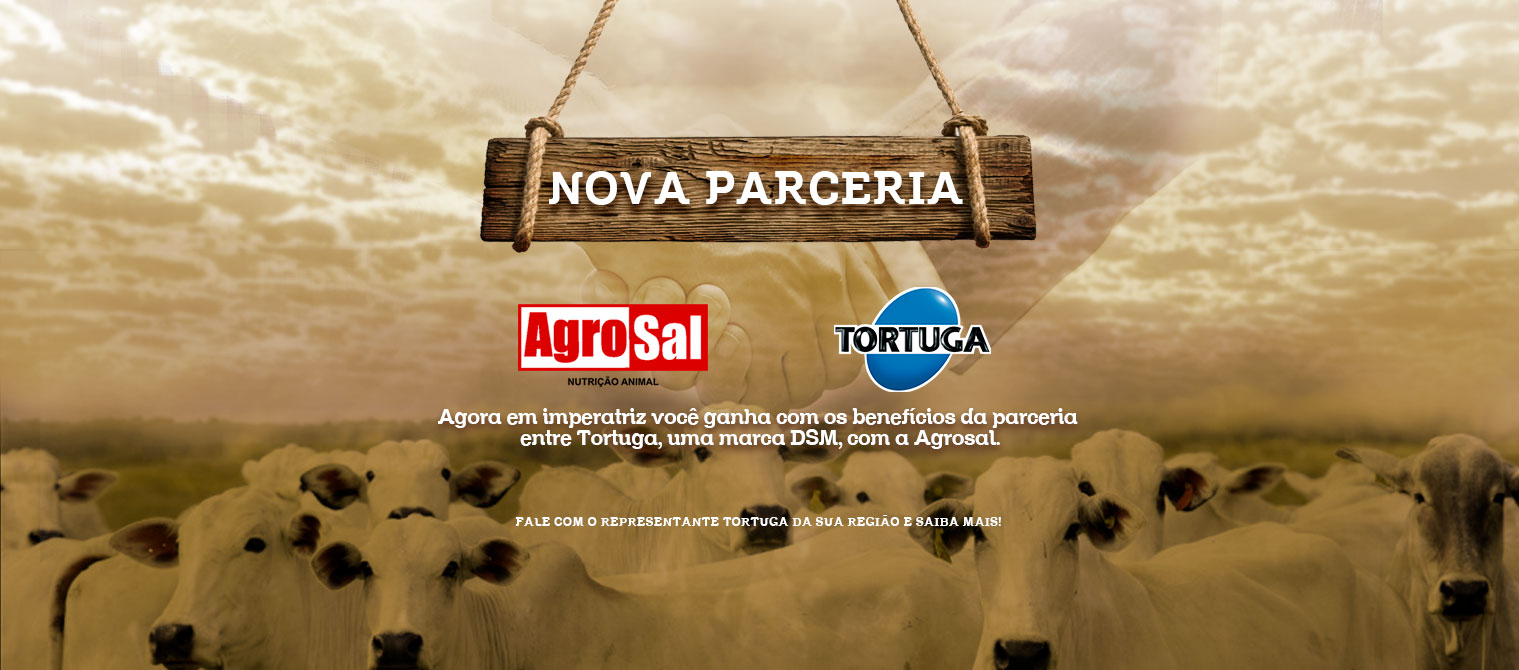 NOVA PARCERIA
AgroSal
NUTRIÇÃO ANIMAL
TORTUGA
Agora em imperatriz você ganha com os benefícios da parceria
entre Tortuga, uma marca DSM, com a Agrosal.
FALE COM O REPRESENTANTE TORTUGA DA SUA REGIÃO E SAIBA MAIS!